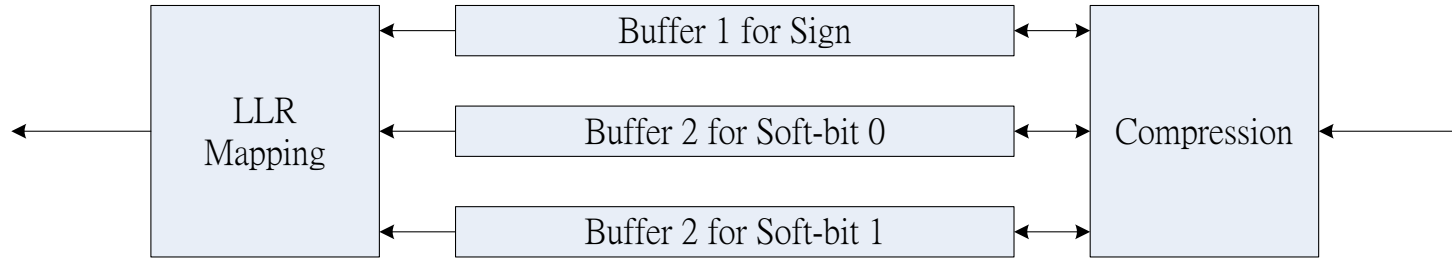 Buffer 1 for Sign
LLR
Mapping
Buffer 2 for Soft-bit 0
Compression
Buffer 2 for Soft-bit 1